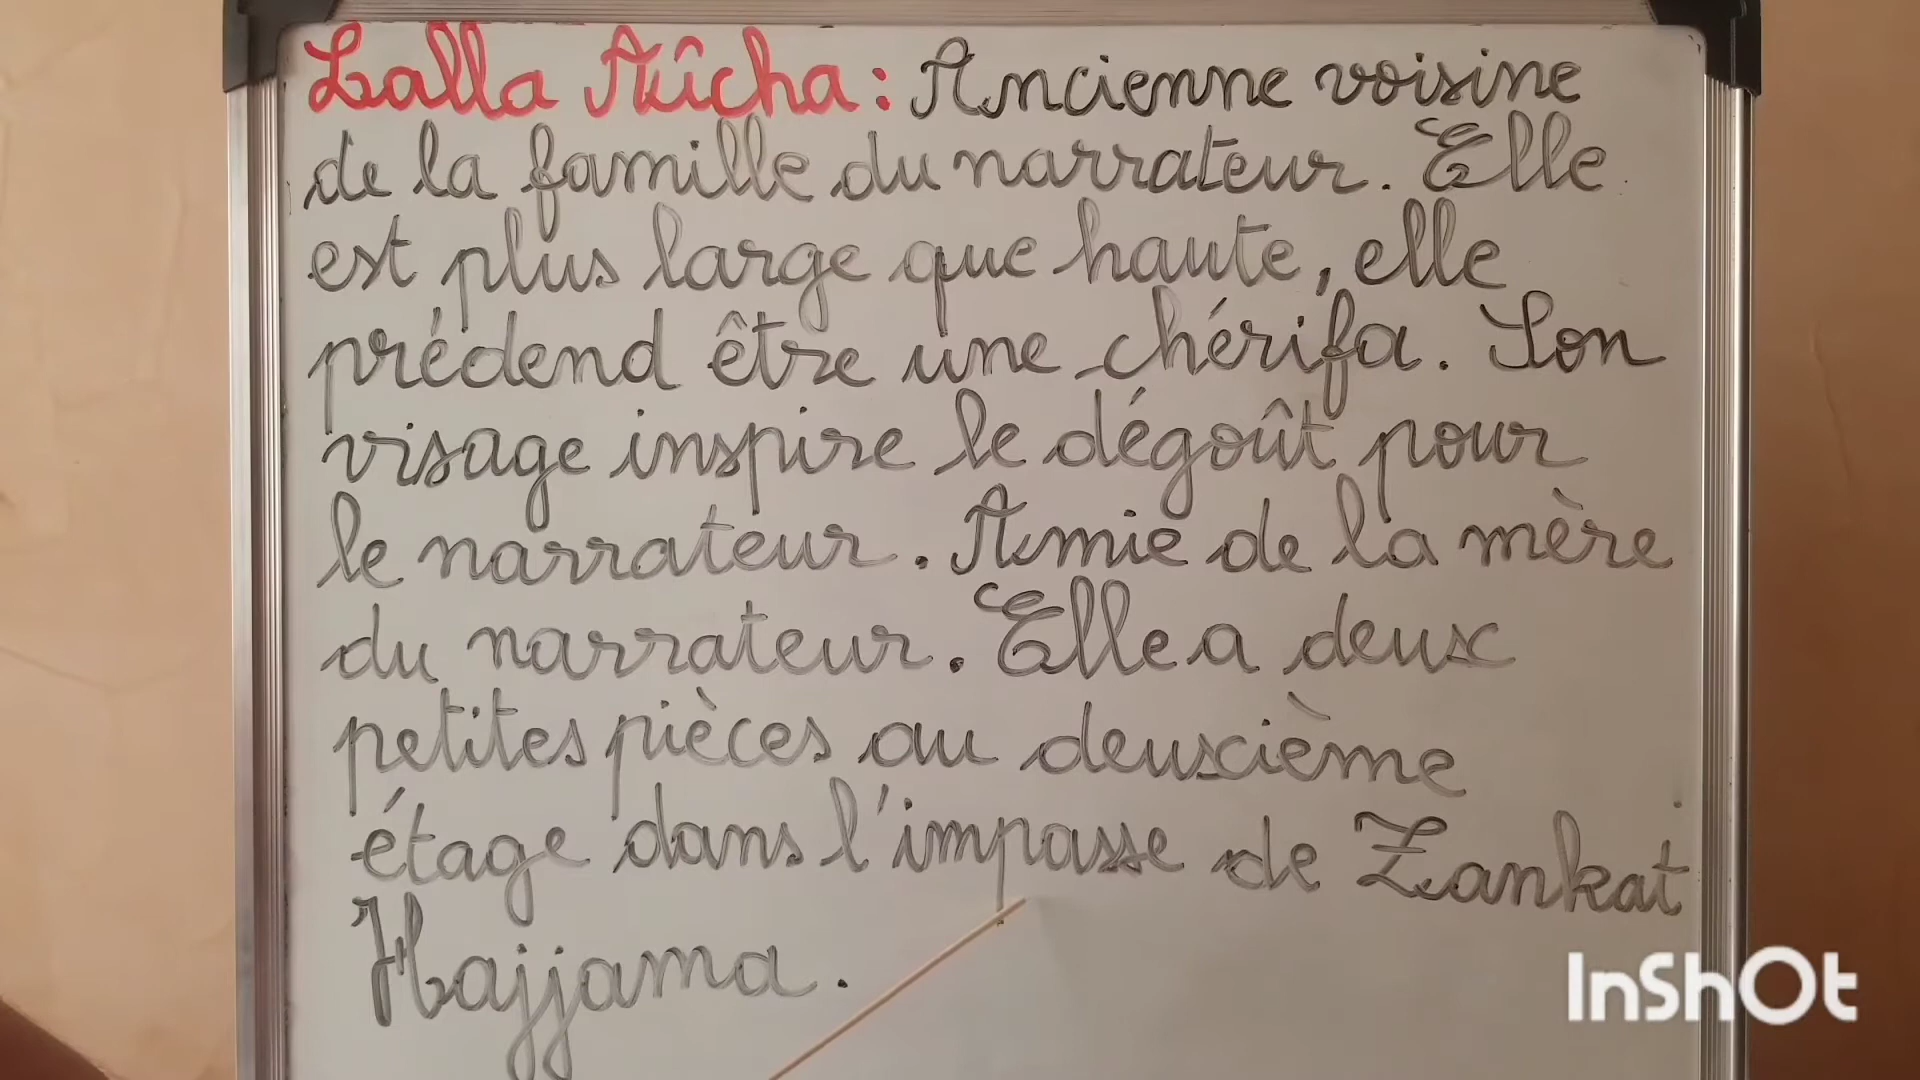 Lalla Aîcha : Ancienne voisine
de la famille du narrateur. Elle
est plus large que haute, elle
prédend être une chérifa. Son
visage inspire le dégoût pour
le narrateur. Amie de la mère
du narrateur. Elle a deux
petites pièces au deuxième
étage dans l'impasse de Zankat
Hajjama.
InShOt